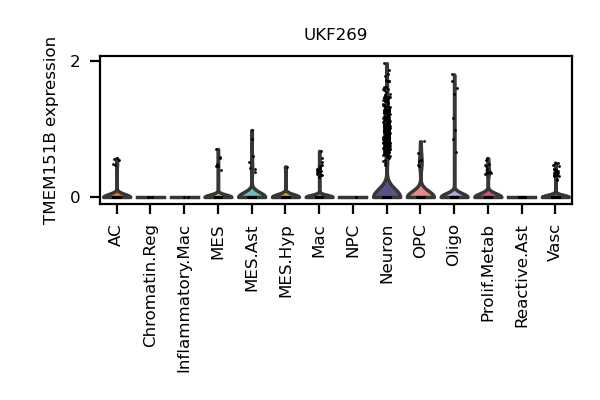 UKF269
TMEM151B expression
2
0
AC
Chromatin.Reg
Inflammatory.Mac
MES
MES.Ast
MES.Hyp
Mac
NPC
Neuron
OPC
Oligo
Prolif.Metab
Reactive.Ast
Vasc